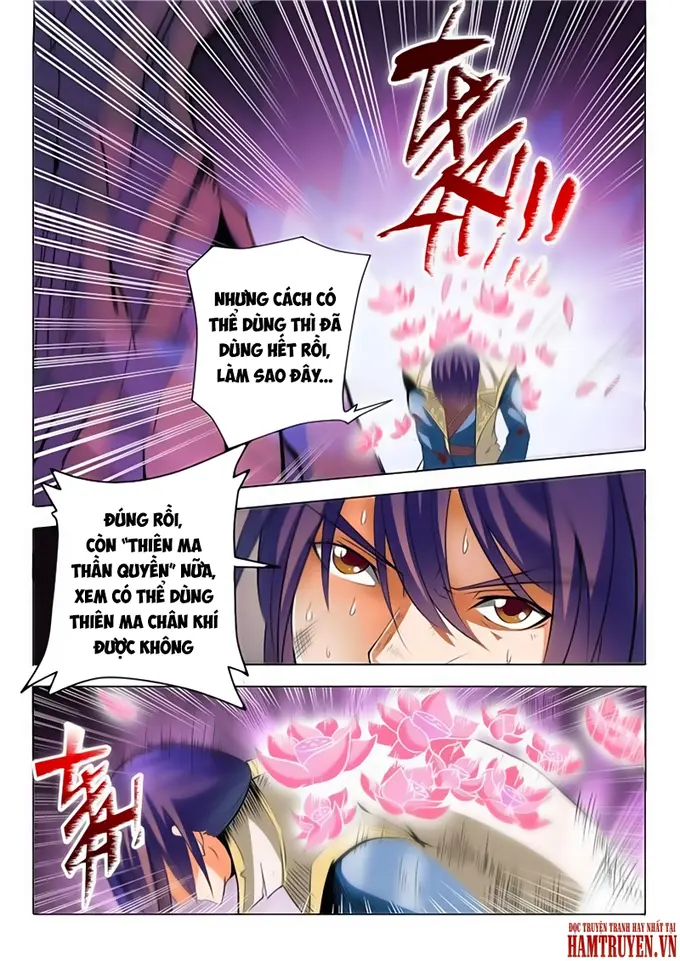 NHƯNG CÁCH CÓ
THỂ DÙNG THÌ ĐÃ
DÙNG HẾT RỒI,
LÀM SAO ĐÂY...
ĐÚNG RỒI,
CÒN “THIÊN MA
THẦN QUYỀN” NỮA,
XEM CÓ THỂ DÙNG
THIÊN MA CHÂN KHÍ
ĐƯỢC KHÔNG
ĐỌC TRUYỆN TRANH HAY NHẤT TẠI
HAMTRUYEN.VN